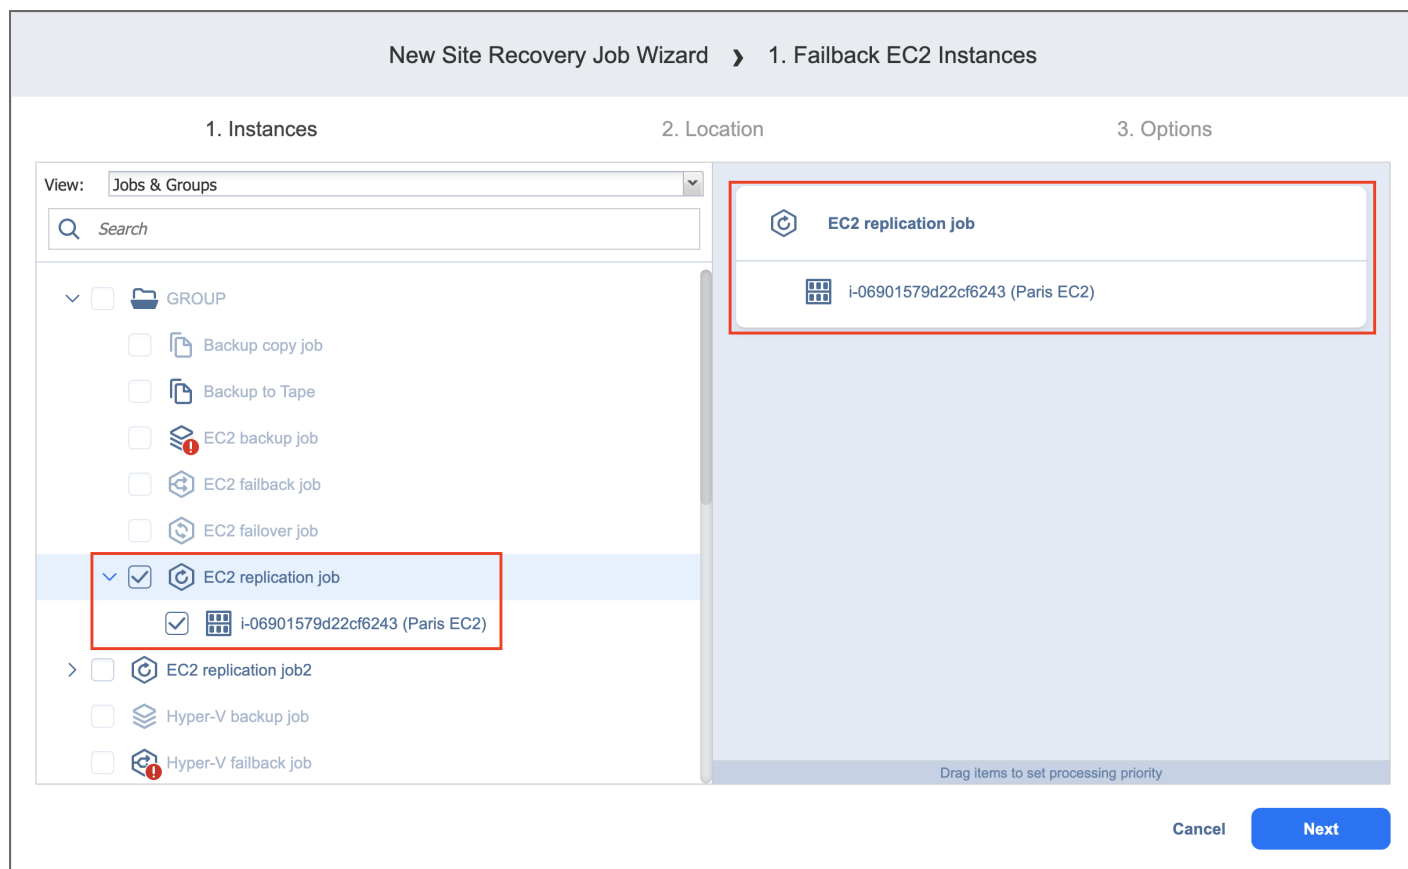 New Site Recovery Job Wizard ❯ 1. Failback EC2 Instances
1. Instances
2. Location
3. Options
View: Jobs & Groups
Search
GROUP
Backup copy job
Backup to Tape
EC2 backup job
EC2 failback job
EC2 failover job
EC2 replication job
i-06901579d22cf6243 (Paris EC2)
EC2 replication job2
Hyper-V backup job
Hyper-V failback job
EC2 replication job
i-06901579d22cf6243 (Paris EC2)
Drag items to set processing priority
Cancel
Next